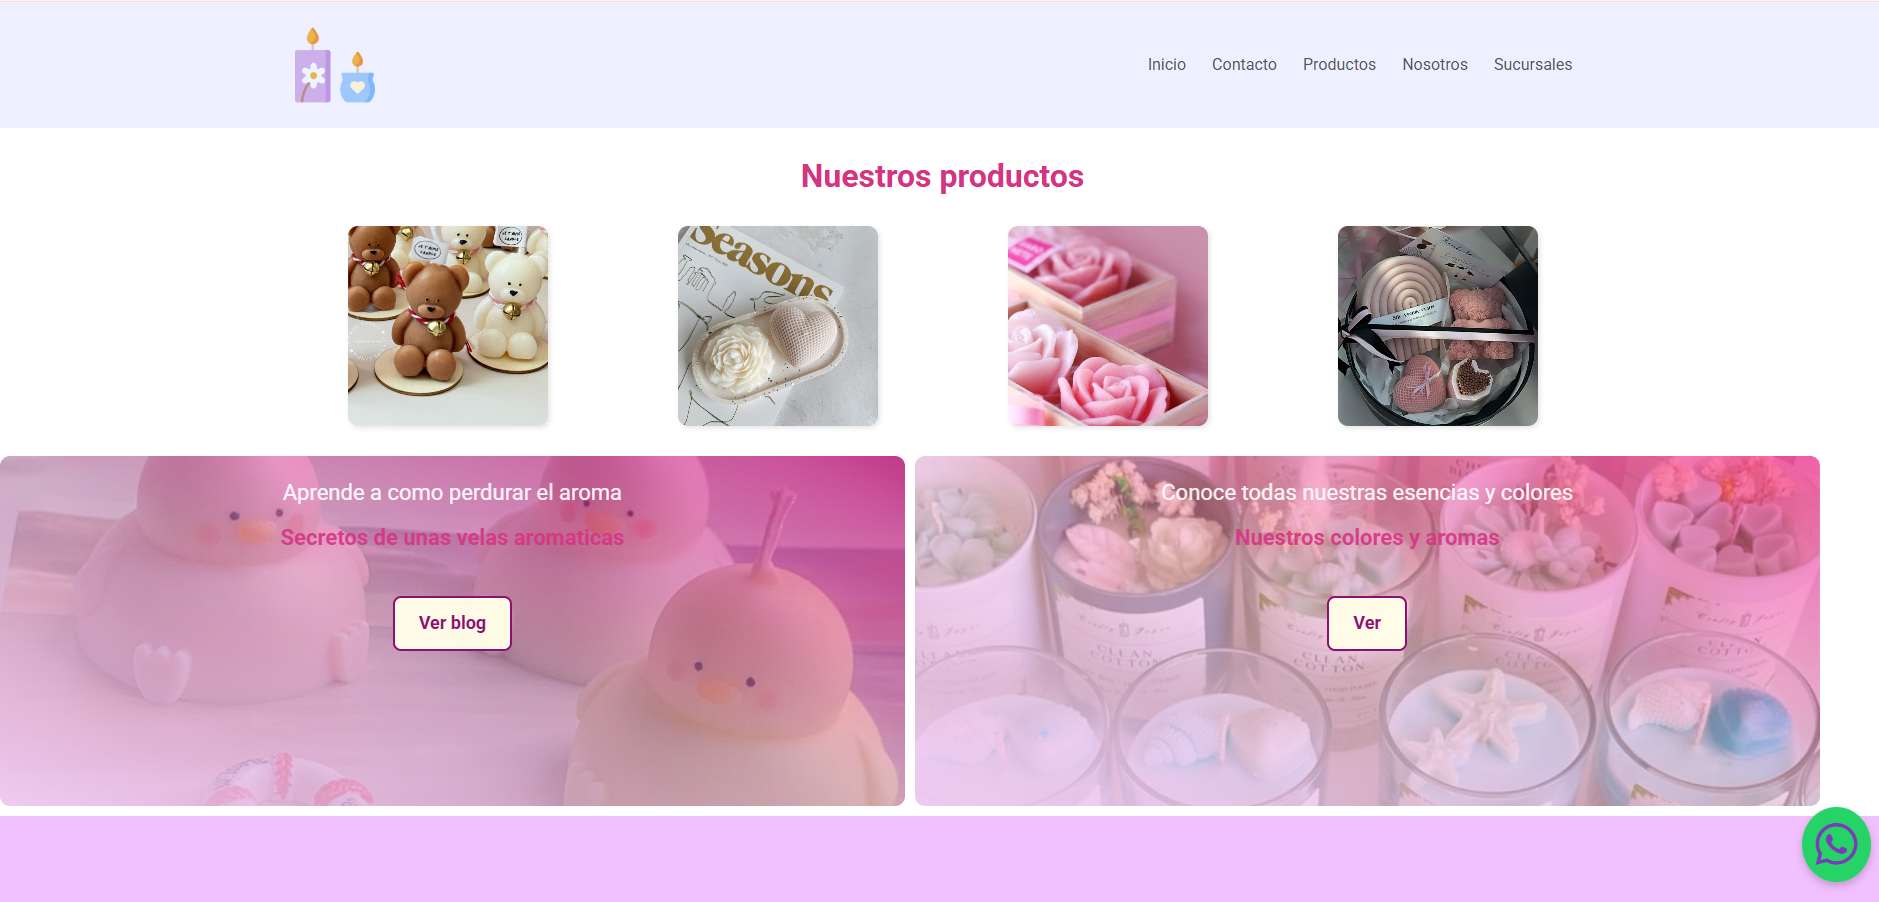 Inicio Contacto Productos Nosotros Sucursales
Nuestros productos
Seasons
Aprende a como perdurar el aroma
Secretos de unas velas aromaticas
Ver blog
Conoce todas nuestras esencias y colores
Nuestros colores y aromas
Ver
CLEAN
COTTON
CLEAN
COTTON